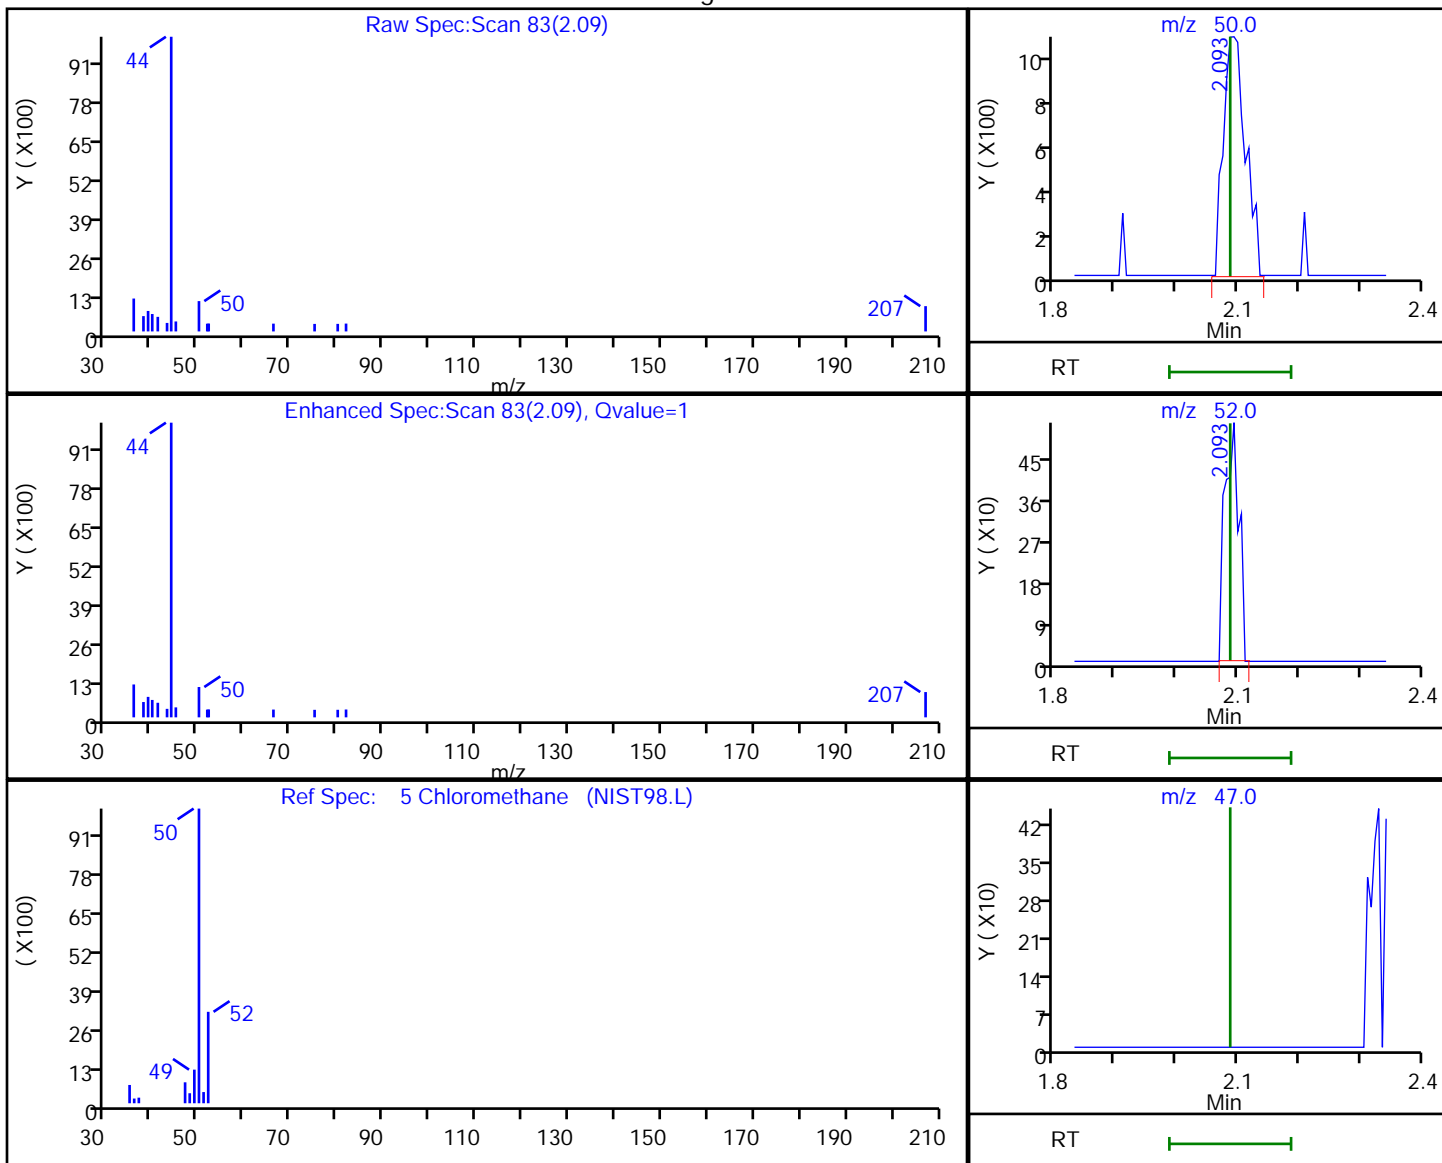 Raw Spec:Scan 83(2.09)
Y ( X100)
91
78
65
52
39
26
13
0
44
50
207
30 50 70 90 110 130 150 170 190 210
m/z
m/z 50.0
Y ( X100)
10
8
6
4
2
0
2.093
1.8 2.1 2.4
Min
RT
Enhanced Spec:Scan 83(2.09), Qvalue=1
Y ( X100)
91
78
65
52
39
26
13
0
44
50
207
30 50 70 90 110 130 150 170 190 210
m/z
m/z 52.0
Y ( X10)
45
36
27
18
9
0
2.093
1.8 2.1 2.4
Min
RT
Ref Spec: 5 Chloromethane (NIST98.L)
( X100)
91
78
65
52
39
26
13
0
50
52
49
30 50 70 90 110 130 150 170 190 210
m/z 47.0
Y ( X10)
42
35
28
21
14
7
0
1.8 2.1 2.4
Min
RT